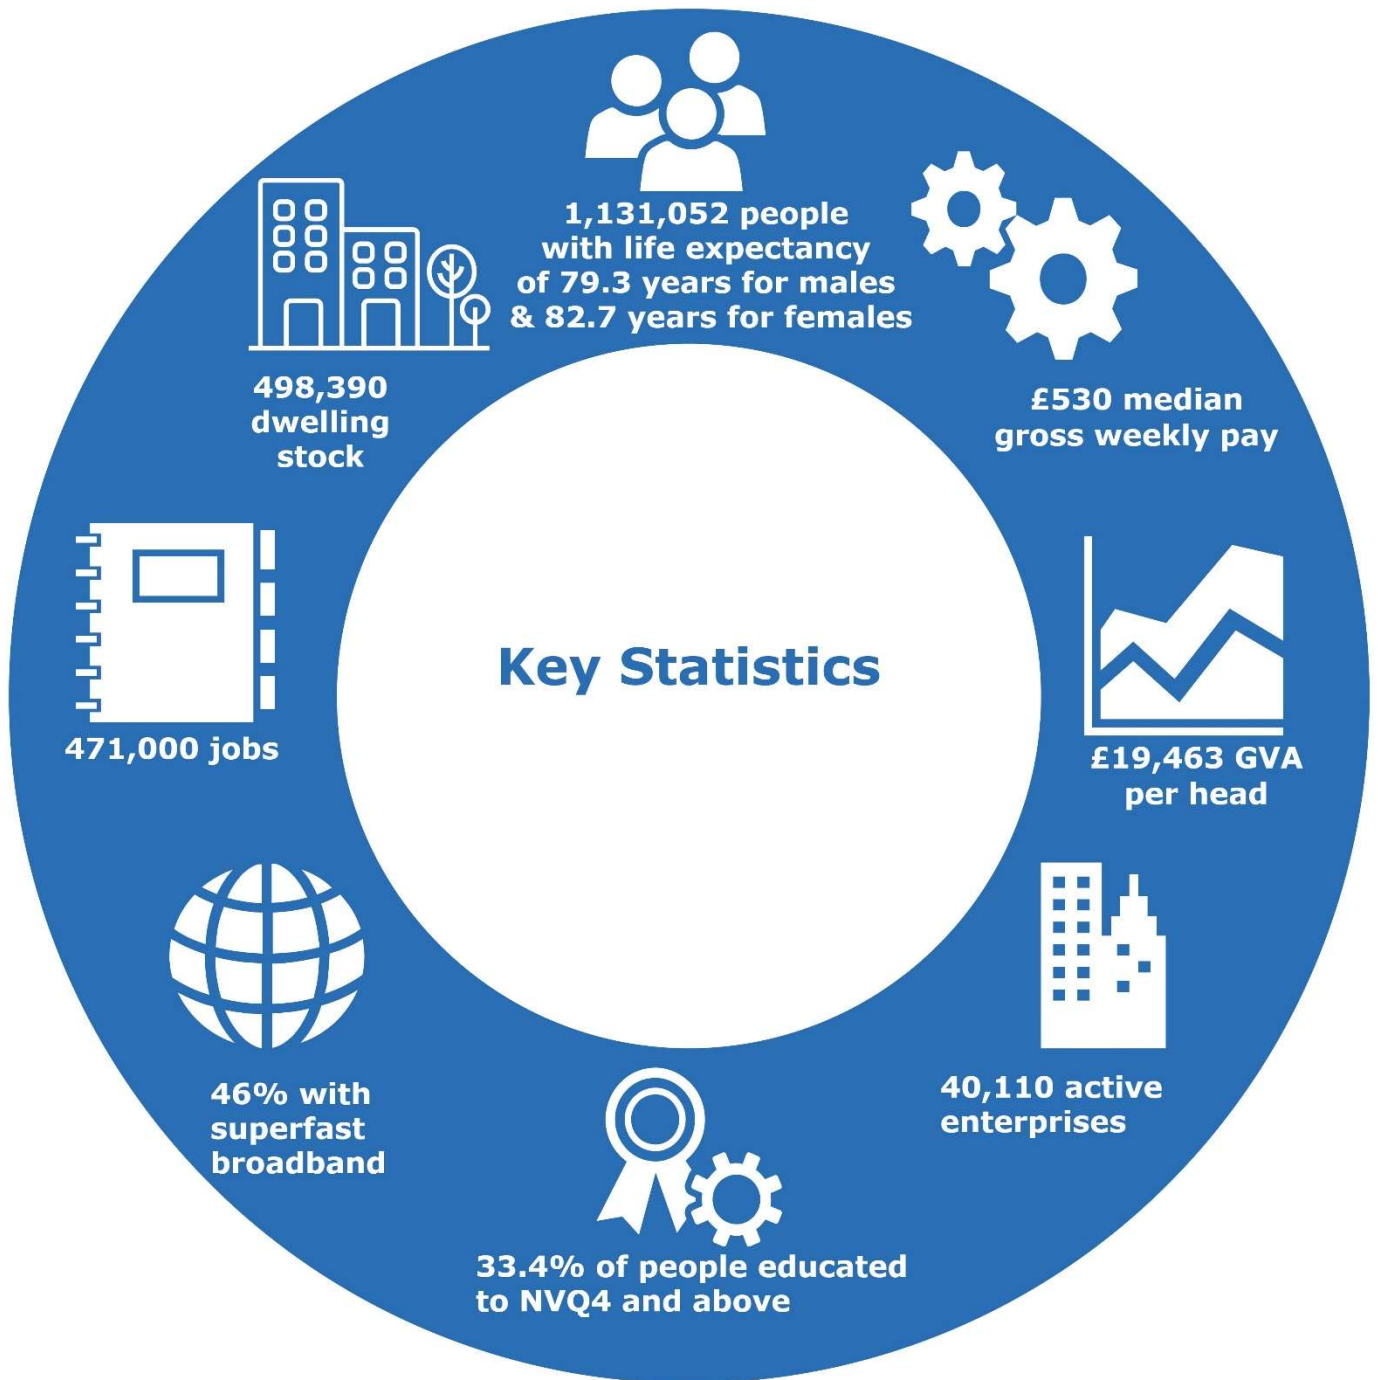 1,131,052 people
with life expectancy
of 79.3 years for males
& 82.7 years for females
£530 median
gross weekly pay
£19,463 GVA
per head
40,110 active
enterprises
33.4% of people educated
to NVQ4 and above
46% with
superfast
broadband
471,000 jobs
498,390
dwelling
stock
Key Statistics